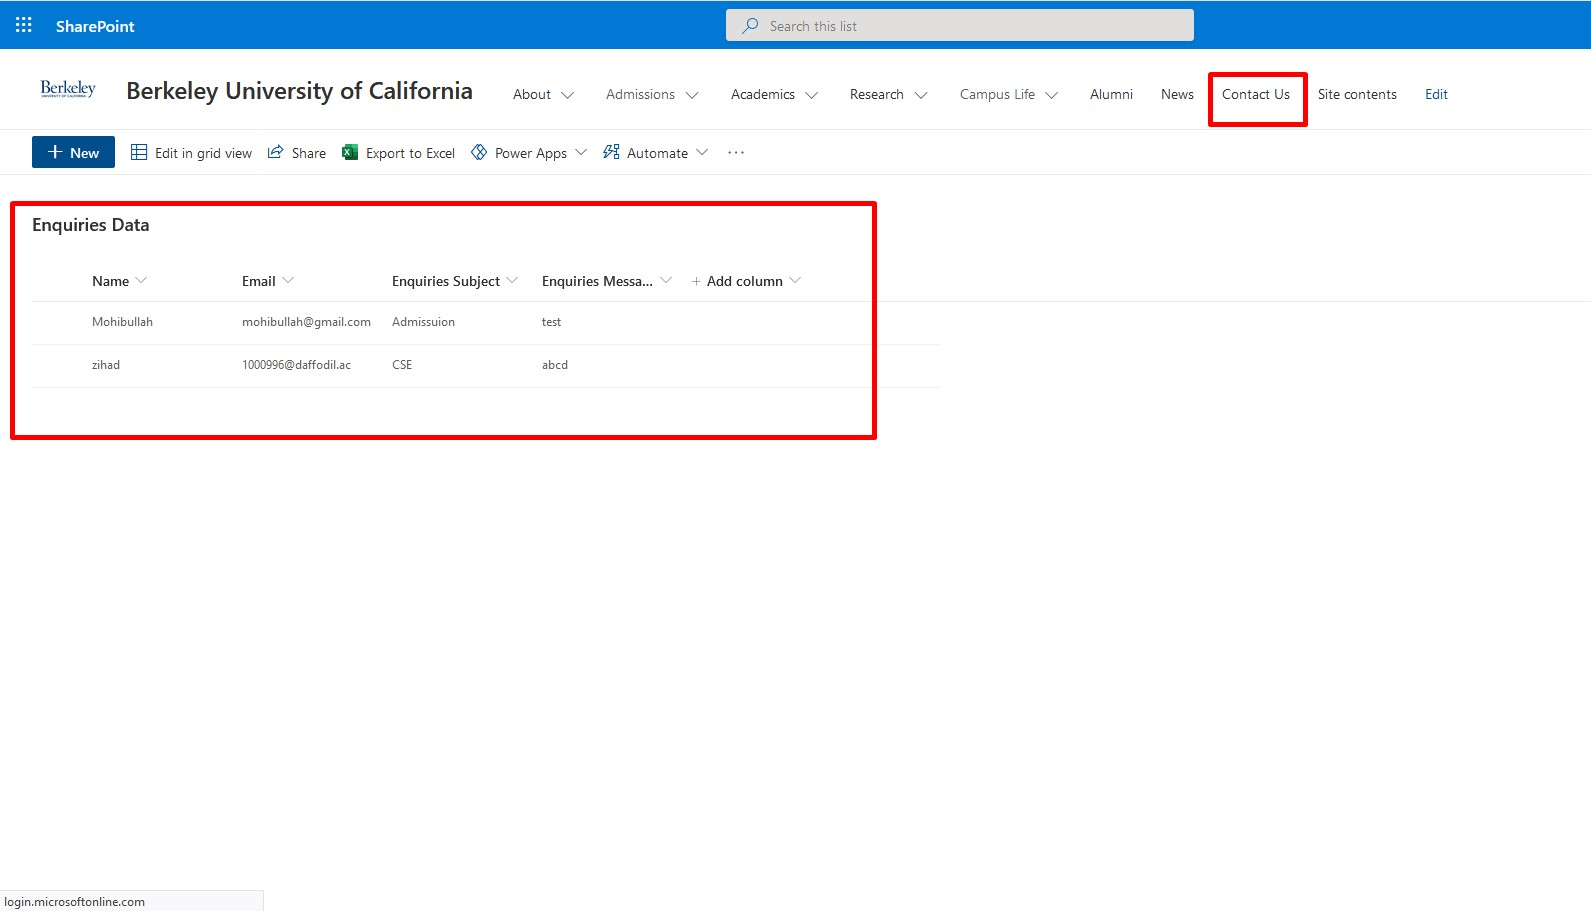 SharePoint
Search this list
Berkeley
UNIVERSITY OF CALIFORNIA
Berkeley University of California
About Admissions Academics Research Campus Life Alumni News Contact Us Site contents Edit
New Edit in grid view Share Export to Excel Power Apps Automate ...
Enquiries Data
Name Email Enquiries Subject Enquiries Messa... + Add column
Mohibullah mohibullah@gmail.com Admissuion test
zihad 1000996@daffodil.ac CSE abcd
login.microsoftonline.com